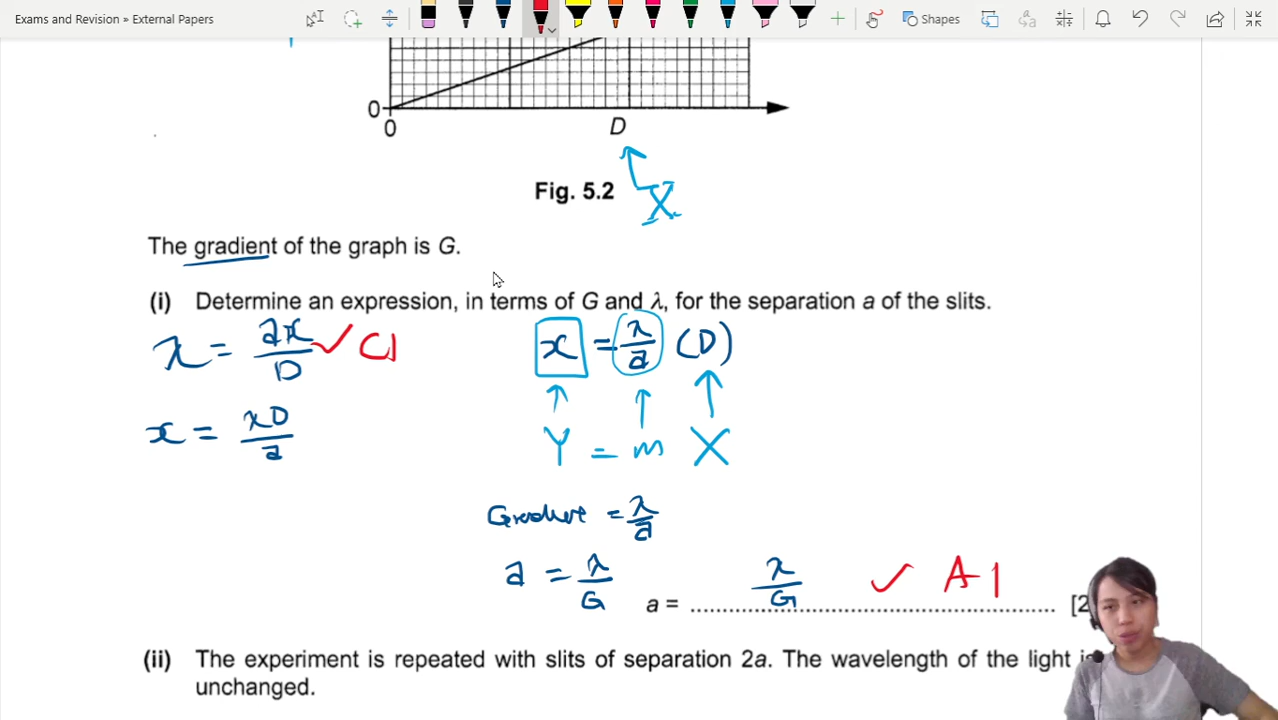 Exams and Revision » External Papers
Shapes
0
0
D
X
Fig. 5.2
The gradient of the graph is G.
(i) Determine an expression, in terms of G and λ, for the separation a of the slits.
λ = ax/D ✓ C1
x = λ/a (D)
x = λD/a
Y = m X
Gradient = λ/a
a = λ/G
a = λ/G ✓ A1
[2
(ii) The experiment is repeated with slits of separation 2a. The wavelength of the light is
unchanged.